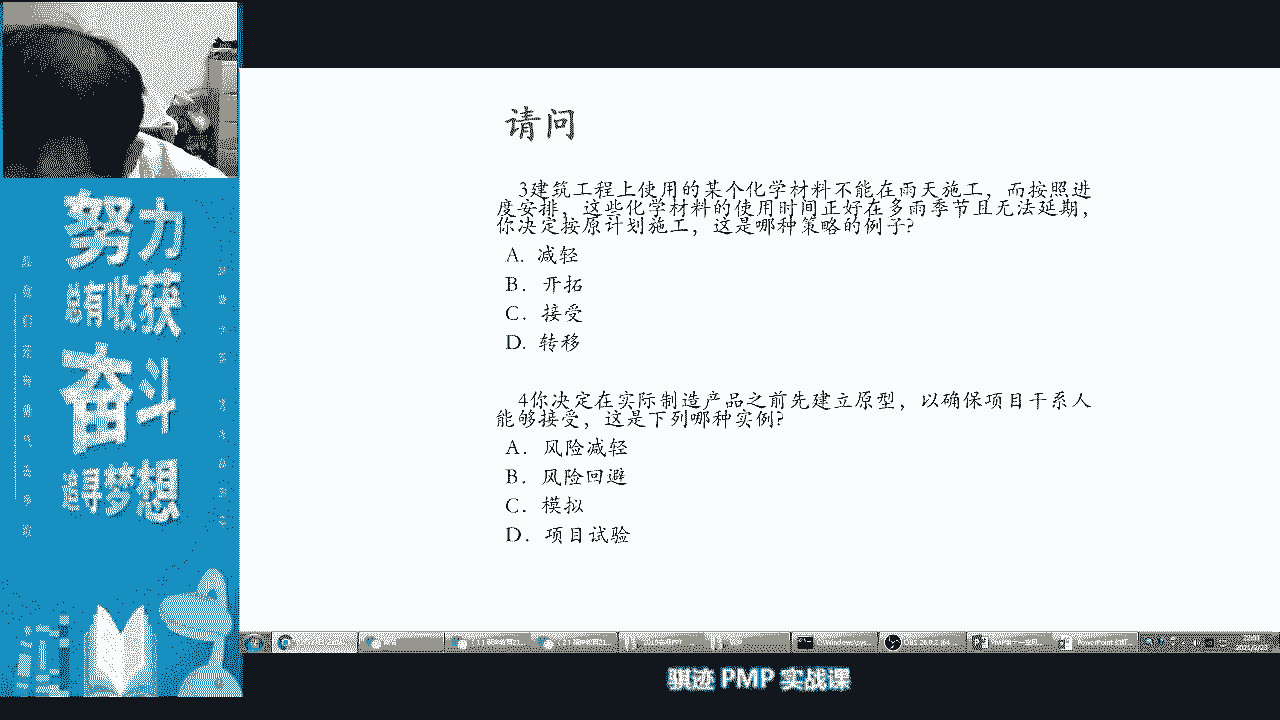 请问
3建筑工程上使用的某个化学材料不能在雨天施工，而按照进
度安排，这些化学材料的使用时间正好在多雨季节且无法延期，
你决定按原计划施工，这是哪种策略的例子?
A. 减轻
B. 开拓
C. 接受
D. 转移
4你决定在实际制造产品之前先建立原型，以确保项目干系人
能够接受，这是下列哪种实例?
A. 风险减轻
B. 风险回避
C. 模拟
D. 项目试验
努力
总有收获
奋斗
追寻梦想
骐迹 PMP 实战课